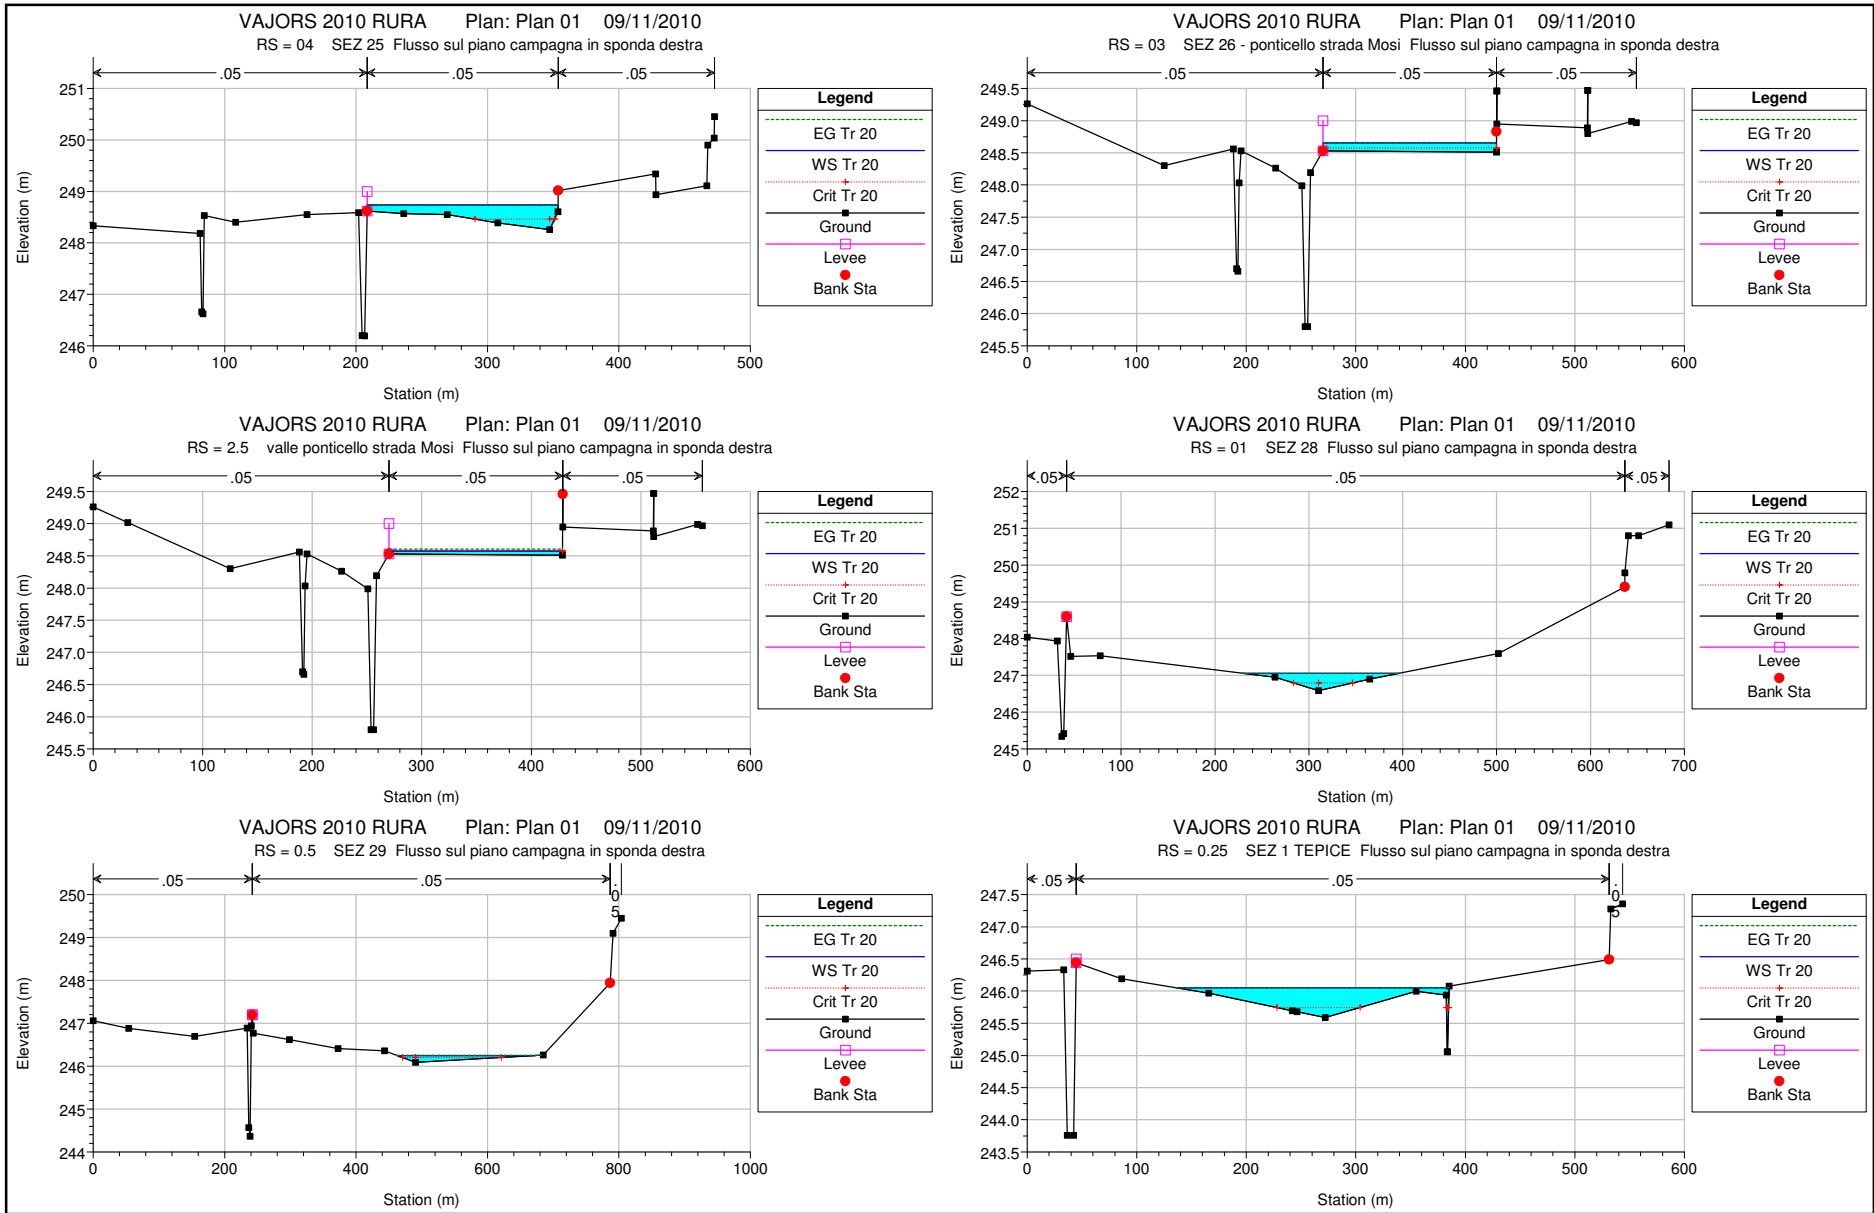 VAJORS 2010 RURA Plan: Plan 01 09/11/2010
RS = 04 SEZ 25 Flusso sul piano campagna in sponda destra
.05 .05 .05
251
250
249
248
247
246
0 100 200 300 400 500
Elevation (m)
Station (m)
Legend
EG Tr 20
WS Tr 20
Crit Tr 20
Ground
Levee
Bank Sta
VAJORS 2010 RURA Plan: Plan 01 09/11/2010
RS = 03 SEZ 26 - ponticello strada Mosi Flusso sul piano campagna in sponda destra
.05 .05 .05
249.5
249.0
248.5
248.0
247.5
247.0
246.5
246.0
245.5
0 100 200 300 400 500 600
Elevation (m)
Station (m)
Legend
EG Tr 20
WS Tr 20
Crit Tr 20
Ground
Levee
Bank Sta
VAJORS 2010 RURA Plan: Plan 01 09/11/2010
RS = 2.5 valle ponticello strada Mosi Flusso sul piano campagna in sponda destra
.05 .05 .05
249.5
249.0
248.5
248.0
247.5
247.0
246.5
246.0
245.5
0 100 200 300 400 500 600
Elevation (m)
Station (m)
Legend
EG Tr 20
WS Tr 20
Crit Tr 20
Ground
Levee
Bank Sta
VAJORS 2010 RURA Plan: Plan 01 09/11/2010
RS = 01 SEZ 28 Flusso sul piano campagna in sponda destra
.05 .05 .05
252
251
250
249
248
247
246
245
0 100 200 300 400 500 600 700
Elevation (m)
Station (m)
Legend
EG Tr 20
WS Tr 20
Crit Tr 20
Ground
Levee
Bank Sta
VAJORS 2010 RURA Plan: Plan 01 09/11/2010
RS = 0.5 SEZ 29 Flusso sul piano campagna in sponda destra
.05 .05 .05
250
249
248
247
246
245
244
0 200 400 600 800 1000
Elevation (m)
Station (m)
Legend
EG Tr 20
WS Tr 20
Crit Tr 20
Ground
Levee
Bank Sta
VAJORS 2010 RURA Plan: Plan 01 09/11/2010
RS = 0.25 SEZ 1 TEPICE Flusso sul piano campagna in sponda destra
.05 .05 .05
247.5
247.0
246.5
246.0
245.5
245.0
244.5
244.0
243.5
0 100 200 300 400 500 600
Elevation (m)
Station (m)
Legend
EG Tr 20
WS Tr 20
Crit Tr 20
Ground
Levee
Bank Sta